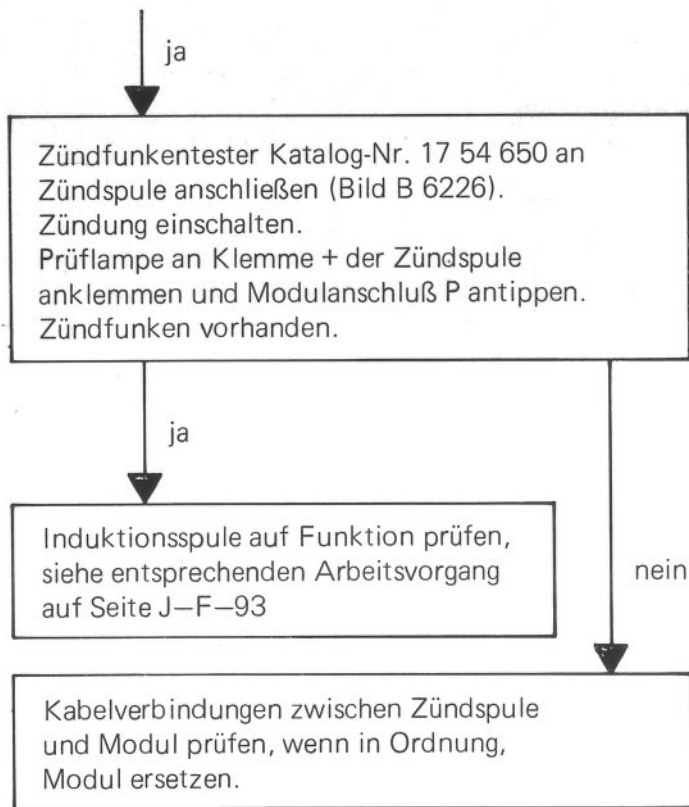 ja
Zündfunkentester Katalog-Nr. 17 54 650 an
Zündspule anschließen (Bild B 6226).
Zündung einschalten.
Prüflampe an Klemme + der Zündspule
anklemmen und Modulanschluß P antippen.
Zündfunken vorhanden.
ja
Induktionsspule auf Funktion prüfen,
siehe entsprechenden Arbeitsvorgang
auf Seite J–F–93
nein
Kabelverbindungen zwischen Zündspule
und Modul prüfen, wenn in Ordnung,
Modul ersetzen.